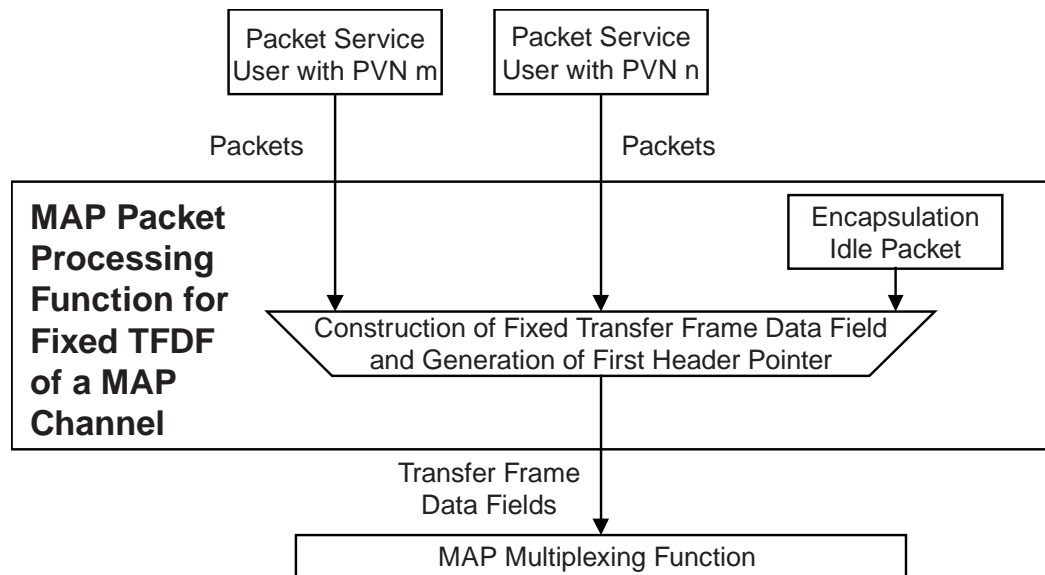 Packet Service
User with PVN m
Packet Service
User with PVN n
Packets
Packets
MAP Packet
Processing
Function for
Fixed TFDF
of a MAP
Channel
Encapsulation
Idle Packet
Construction of Fixed Transfer Frame Data Field
and Generation of First Header Pointer
Transfer Frame
Data Fields
MAP Multiplexing Function